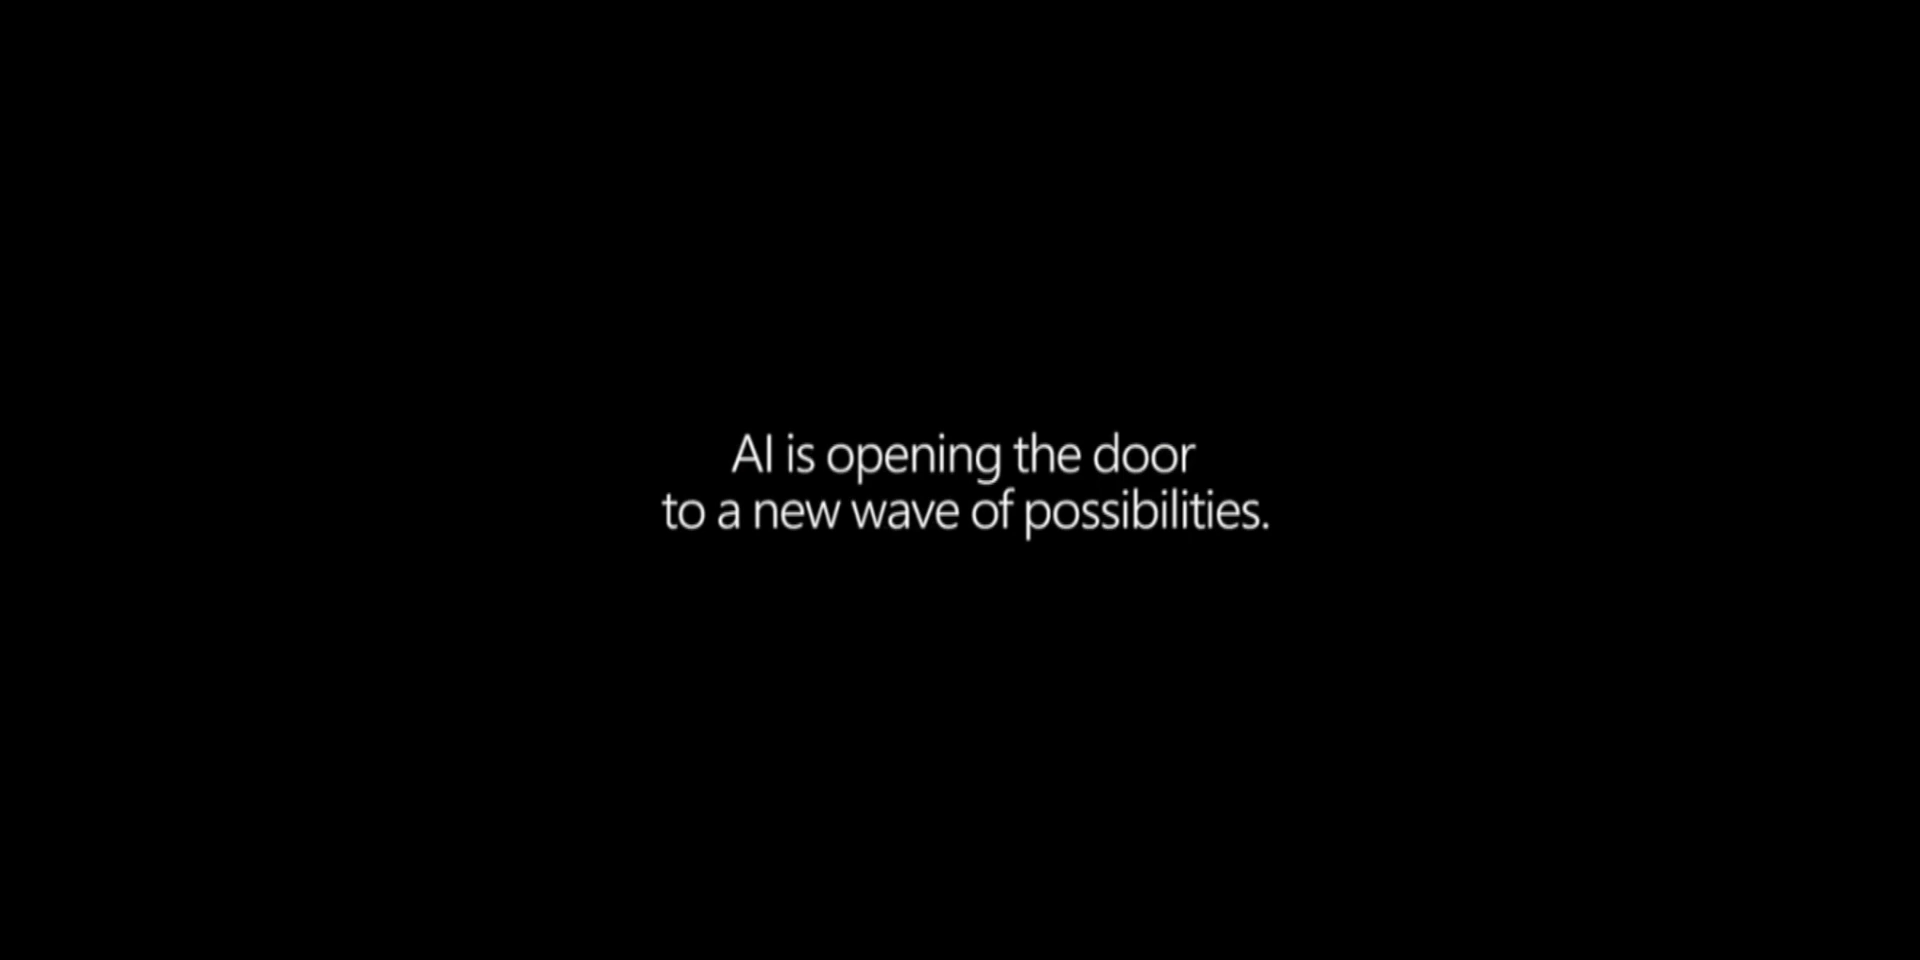 AI is opening the door
to a new wave of possibilities.